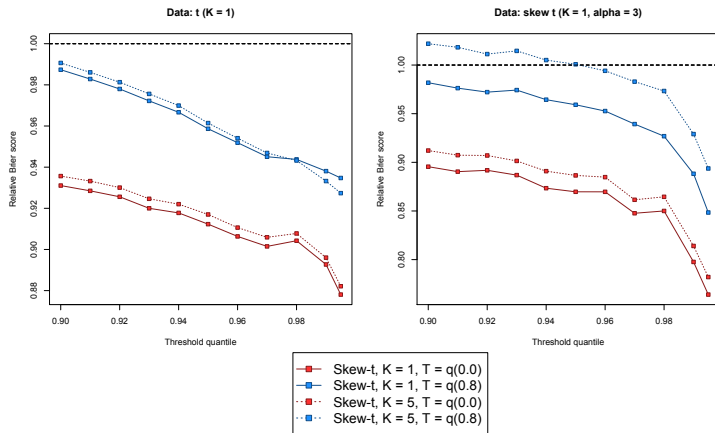 Data: t (K = 1)
Relative Brier score
1.00
0.98
0.96
0.94
0.92
0.90
0.88
0.90
0.92
0.94
0.96
0.98
Threshold quantile
Data: skew t (K = 1, alpha = 3)
Relative Brier score
1.00
0.95
0.90
0.85
0.80
0.90
0.92
0.94
0.96
0.98
Threshold quantile
Skew-t, K = 1, T = q(0.0)
Skew-t, K = 1, T = q(0.8)
Skew-t, K = 5, T = q(0.0)
Skew-t, K = 5, T = q(0.8)